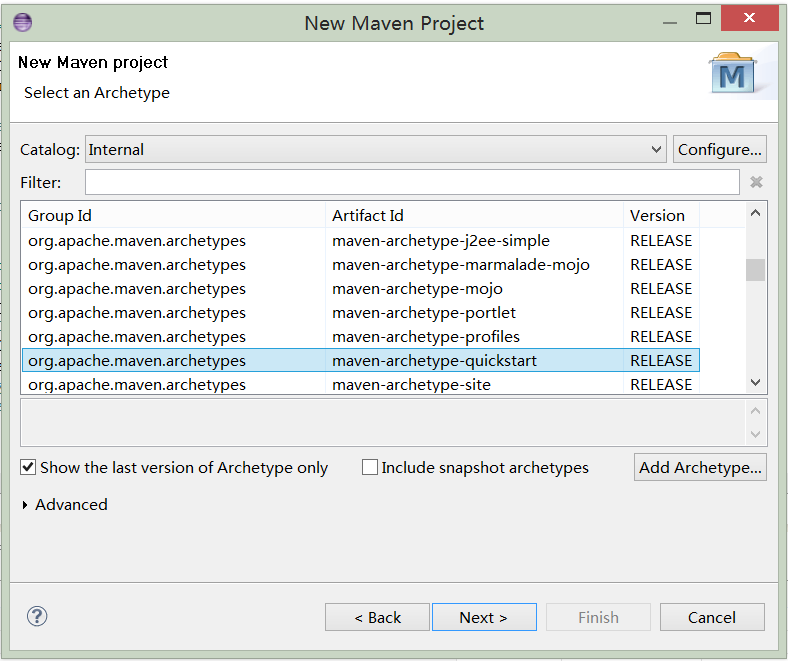 New Maven Project
New Maven project
Select an Archetype
M
Catalog: Internal Configure...
Filter:
Group Id Artifact Id Version
org.apache.maven.archetypes maven-archetype-j2ee-simple RELEASE
org.apache.maven.archetypes maven-archetype-marmalade-mojo RELEASE
org.apache.maven.archetypes maven-archetype-mojo RELEASE
org.apache.maven.archetypes maven-archetype-portlet RELEASE
org.apache.maven.archetypes maven-archetype-profiles RELEASE
org.apache.maven.archetypes maven-archetype-quickstart RELEASE
org.apache.maven.archetypes maven-archetype-site RELEASE
Show the last version of Archetype only Include snapshot archetypes Add Archetype...
Advanced
? < Back Next > Finish Cancel